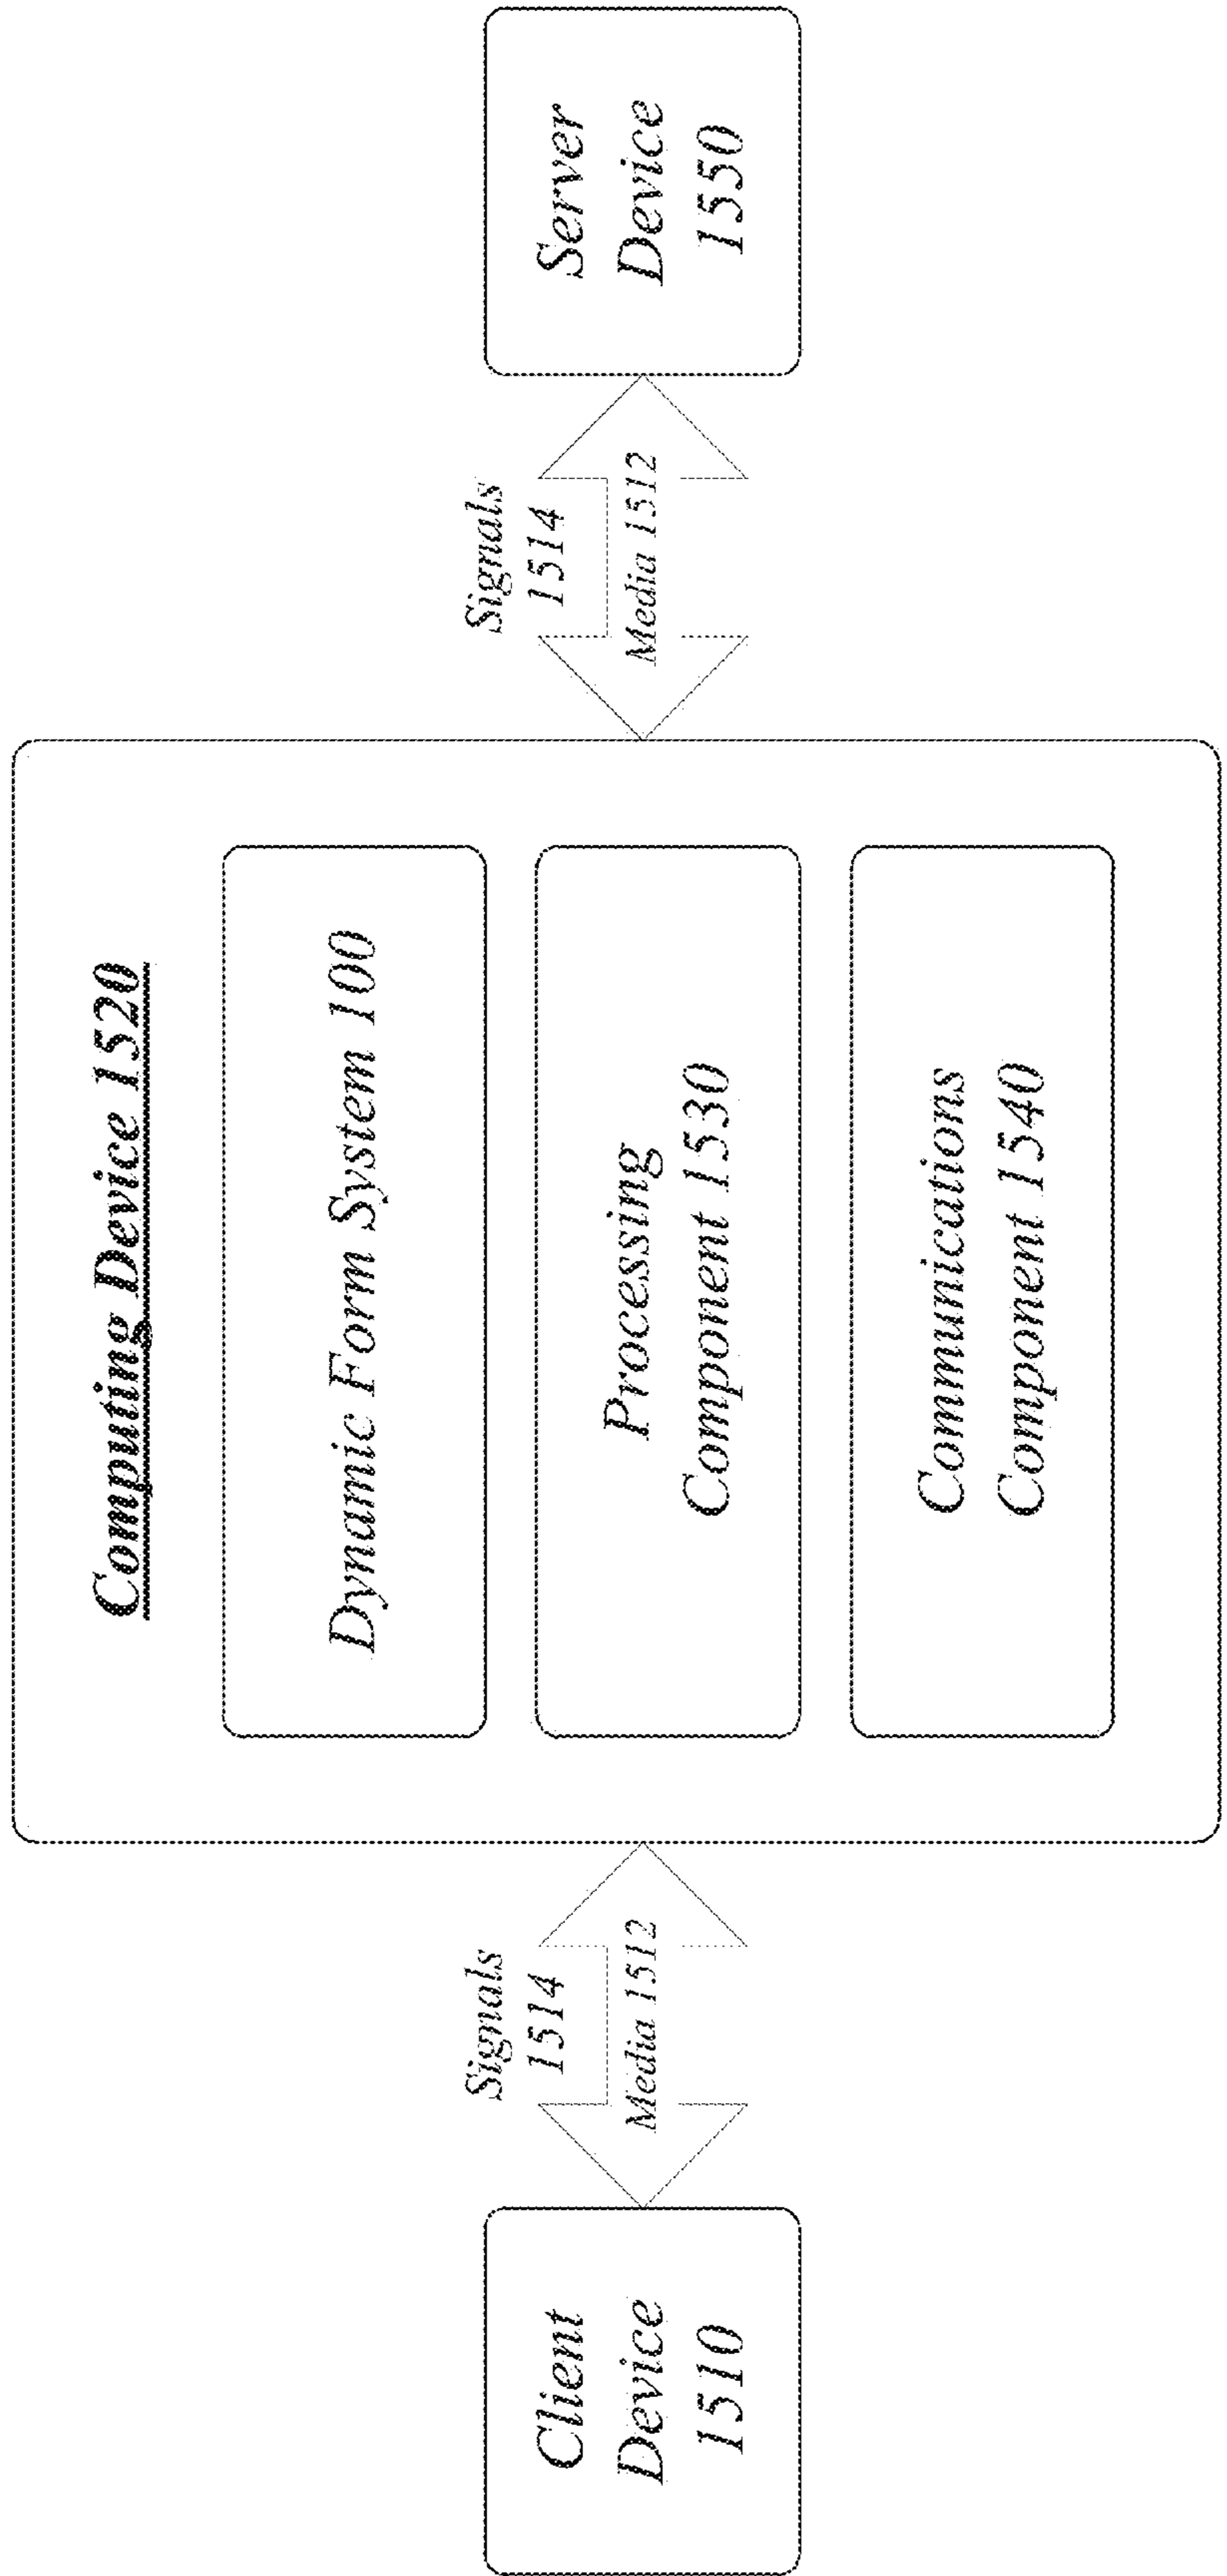 Computing Device 1520
Client
Device
1510
Signals
1514
Media 1512
Dynamic Form System 100
Processing
Component 1530
Communications
Component 1540
Signals
1514
Media 1512
Server
Device
1550